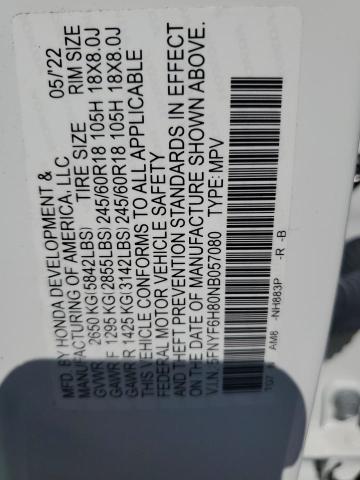 MFD. BY HONDA DEVELOPMENT & 05/'22
MANUFACTURING OF AMERICA, LLC
TIRE SIZE RIM SIZE
GVWR 2650 KG(5842LBS)
GAWR F 1295 KG(2855LBS) 245/60R18 105H 18X8.0J
GAWR R 1425 KG(3142LBS) 245/60R18 105H 18X8.0J
THIS VEHICLE CONFORMS TO ALL APPLICABLE
FEDERAL MOTOR VEHICLE SAFETY
AND THEFT PREVENTION STANDARDS IN EFFECT
ON THE DATE OF MANUFACTURE SHOWN ABOVE.
V.I.N.: 5FNYF6H80NB057080 TYPE: MPV
AM6 -NH883P -R -B